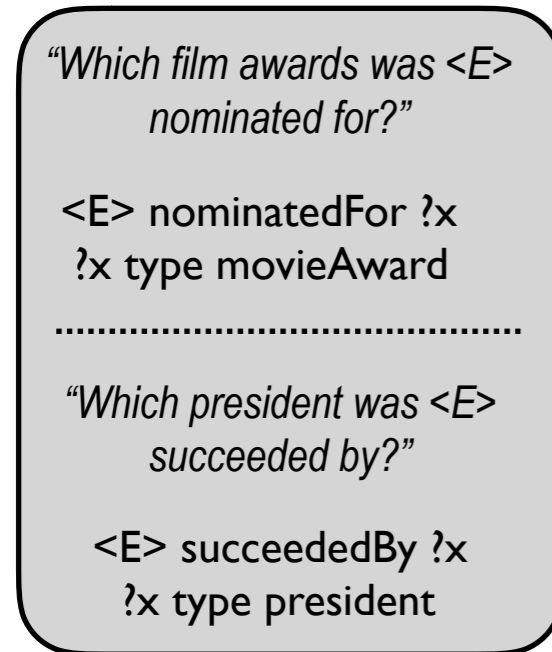 “Which film awards was <E>
nominated for?”
<E> nominatedFor ?x
?x type movieAward
“Which president was <E>
succeeded by?”
<E> succeededBy ?x
?x type president